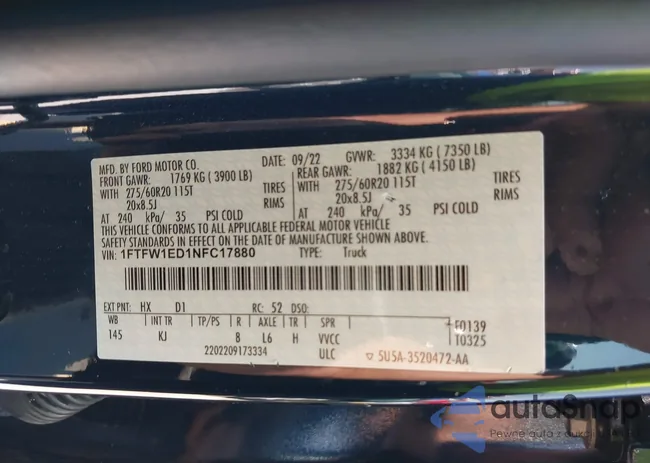 MFG. BY FORD MOTOR CO. DATE: 09/22 GVWR: 3334 KG ( 7350 LB)
FRONT GAWR: 1769 KG ( 3900 LB) REAR GAWR: 1882 KG ( 4150 LB)
WITH 275/60R20 115T TIRES WITH 275/60R20 115T TIRES
20x8.5J RIMS 20x8.5J RIMS
AT 240 kPa/ 35 PSI COLD AT 240 kPa/ 35 PSI COLD
THIS VEHICLE CONFORMS TO ALL APPLICABLE FEDERAL MOTOR VEHICLE
SAFETY STANDARDS IN EFFECT ON THE DATE OF MANUFACTURE SHOWN ABOVE.
VIN: 1FTFW1ED1NFC17880 TYPE: Truck
EXT PNT: HX D1 RC: 52 DSO:
WB INT TR TP/PS R AXLE TR SPR F0139
145 KJ 8 L6 H VVCC T0325
2202209173334 ULC 5U5A-3520472-AA
autoSnap
Pewne auta z aukcji